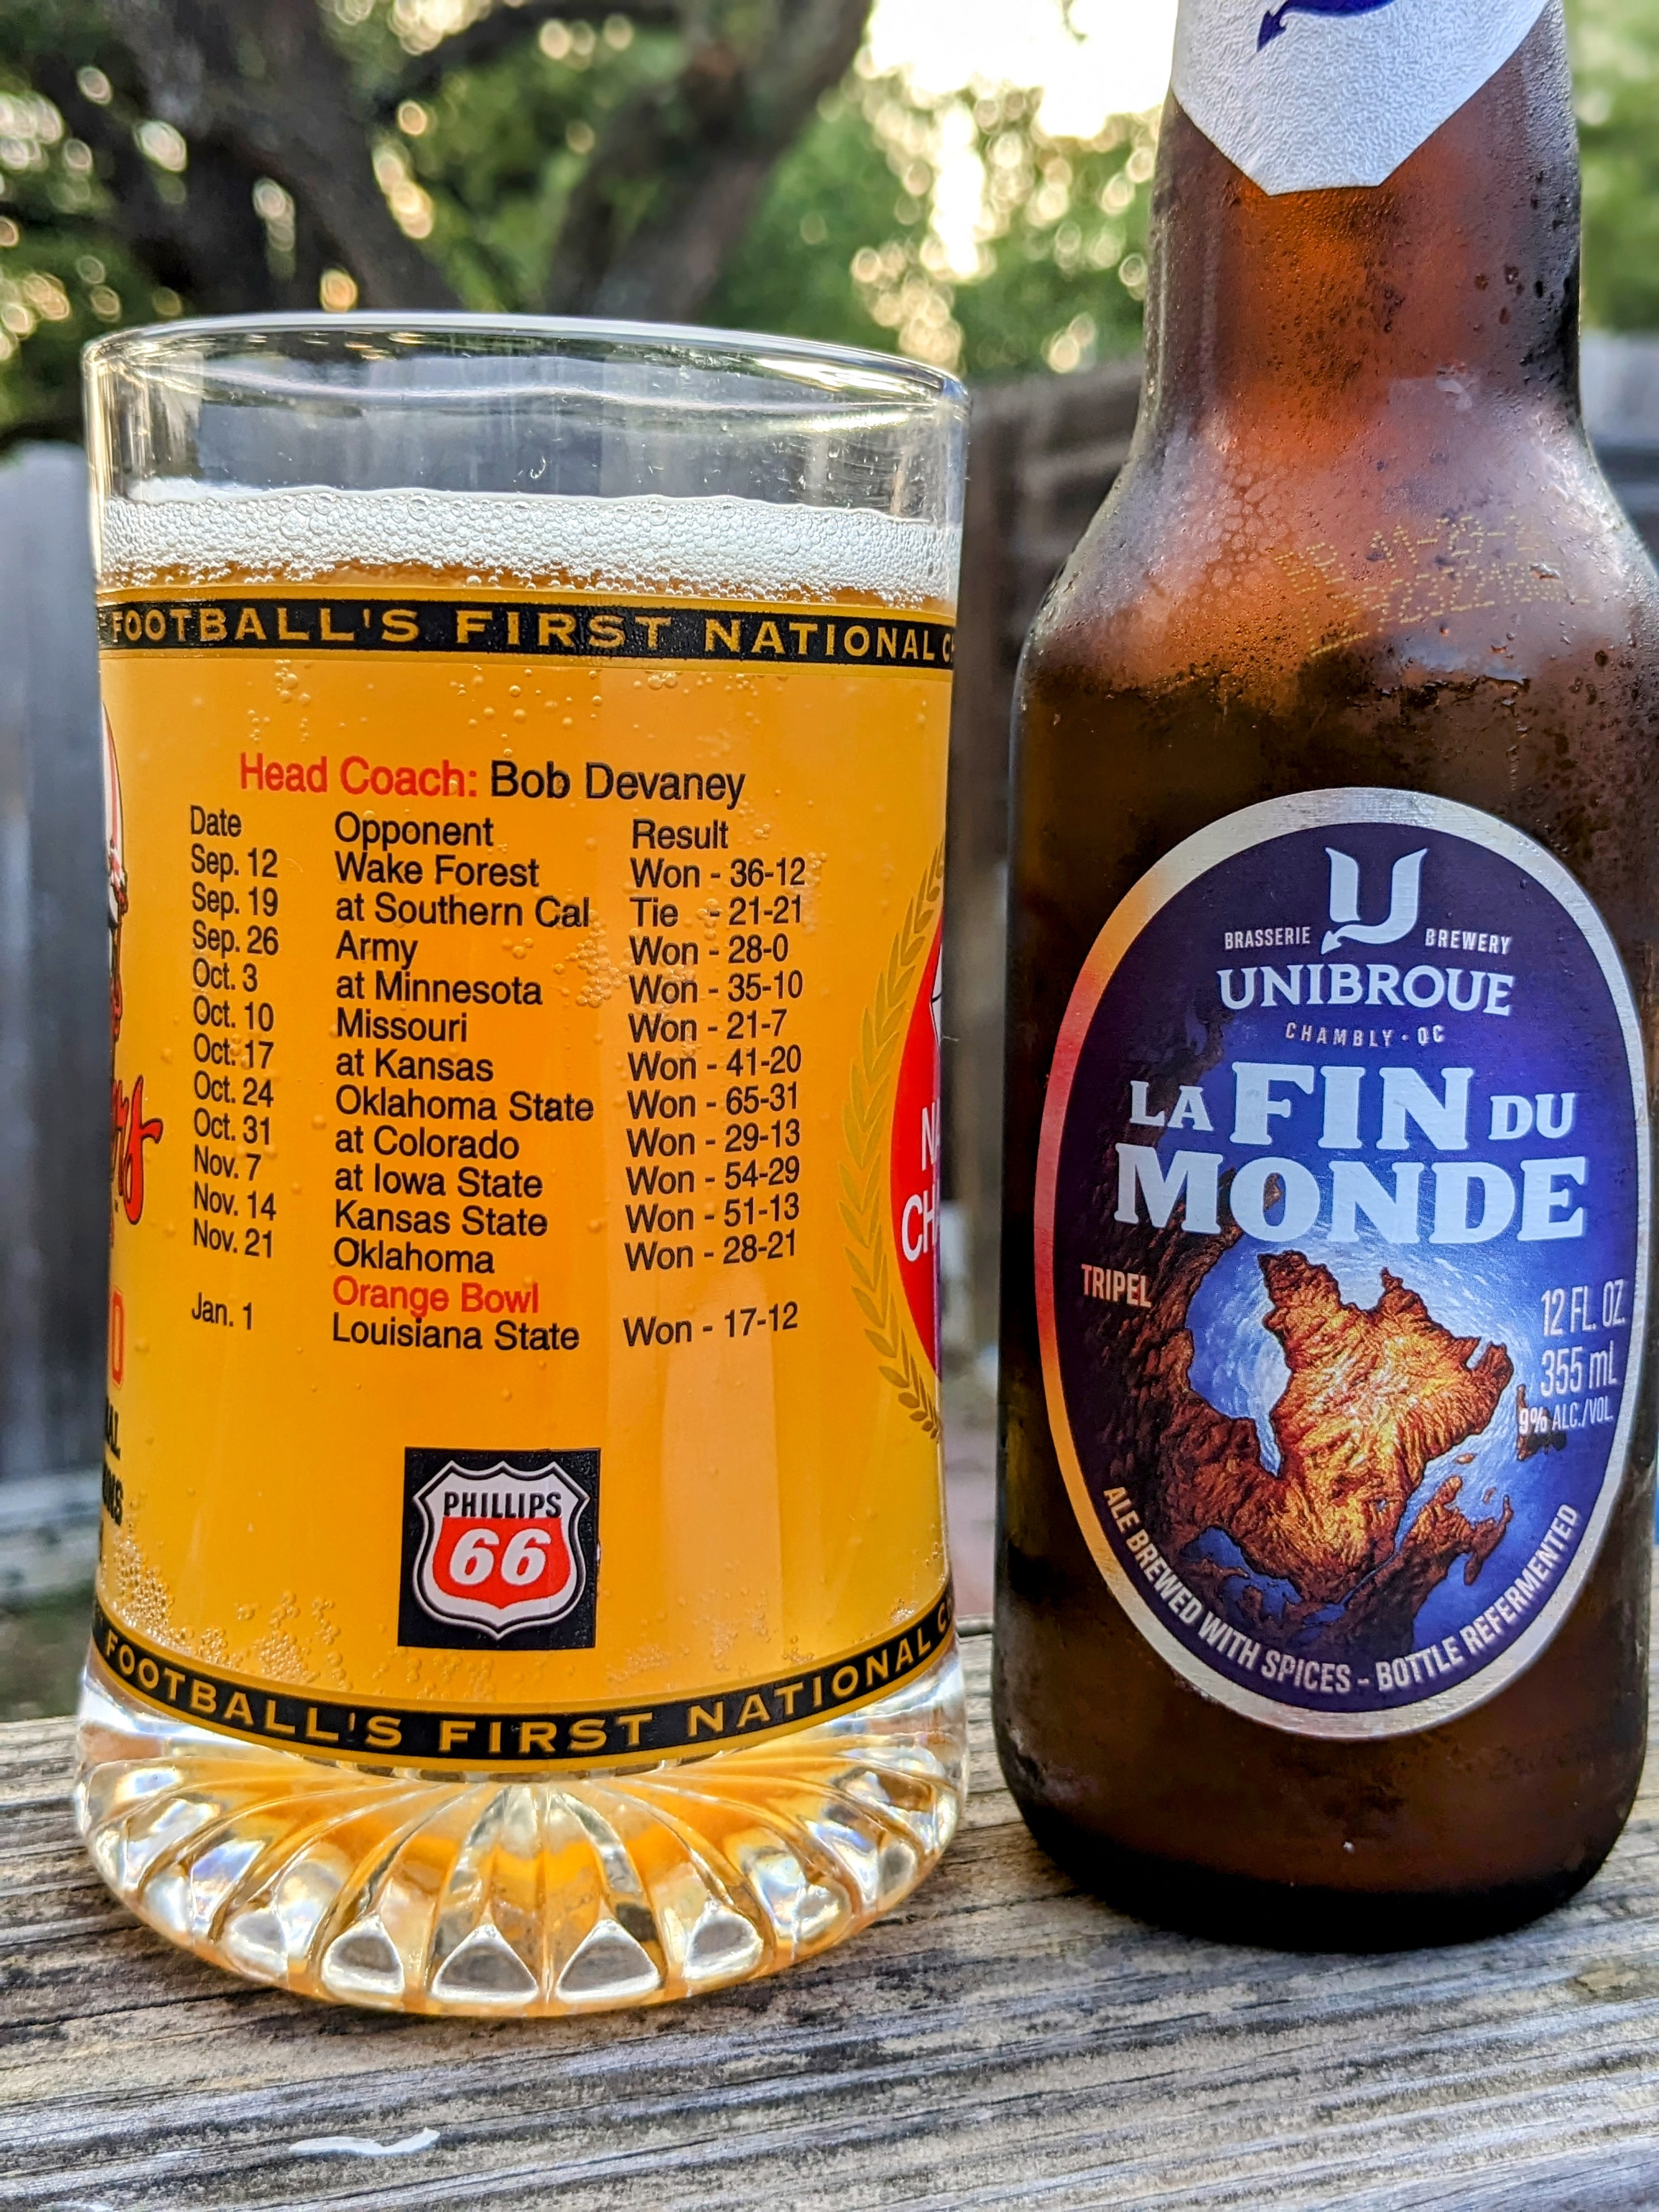 FOOTBALL'S FIRST NATIONAL
Head Coach: Bob Devaney
Date Opponent Result
Sep. 12 Wake Forest Won - 36-12
Sep. 19 at Southern Cal Tie - 21-21
Sep. 26 Army Won - 28-0
Oct. 3 at Minnesota Won - 35-10
Oct. 10 Missouri Won - 21-7
Oct. 17 at Kansas Won - 41-20
Oct. 24 Oklahoma State Won - 65-31
Oct. 31 at Colorado Won - 29-13
Nov. 7 at Iowa State Won - 54-29
Nov. 14 Kansas State Won - 51-13
Nov. 21 Oklahoma Won - 28-21
Orange Bowl
Jan. 1 Louisiana State Won - 17-12
PHILLIPS
66
FOOTBALL'S FIRST NATIONAL
U
BRASSERIE BREWERY
UNIBROUE
CHAMBLY · QC
LA FIN DU
MONDE
TRIPEL
12 FL. OZ.
355 mL
9% ALC./VOL.
ALE BREWED WITH SPICES - BOTTLE REFERMENTED